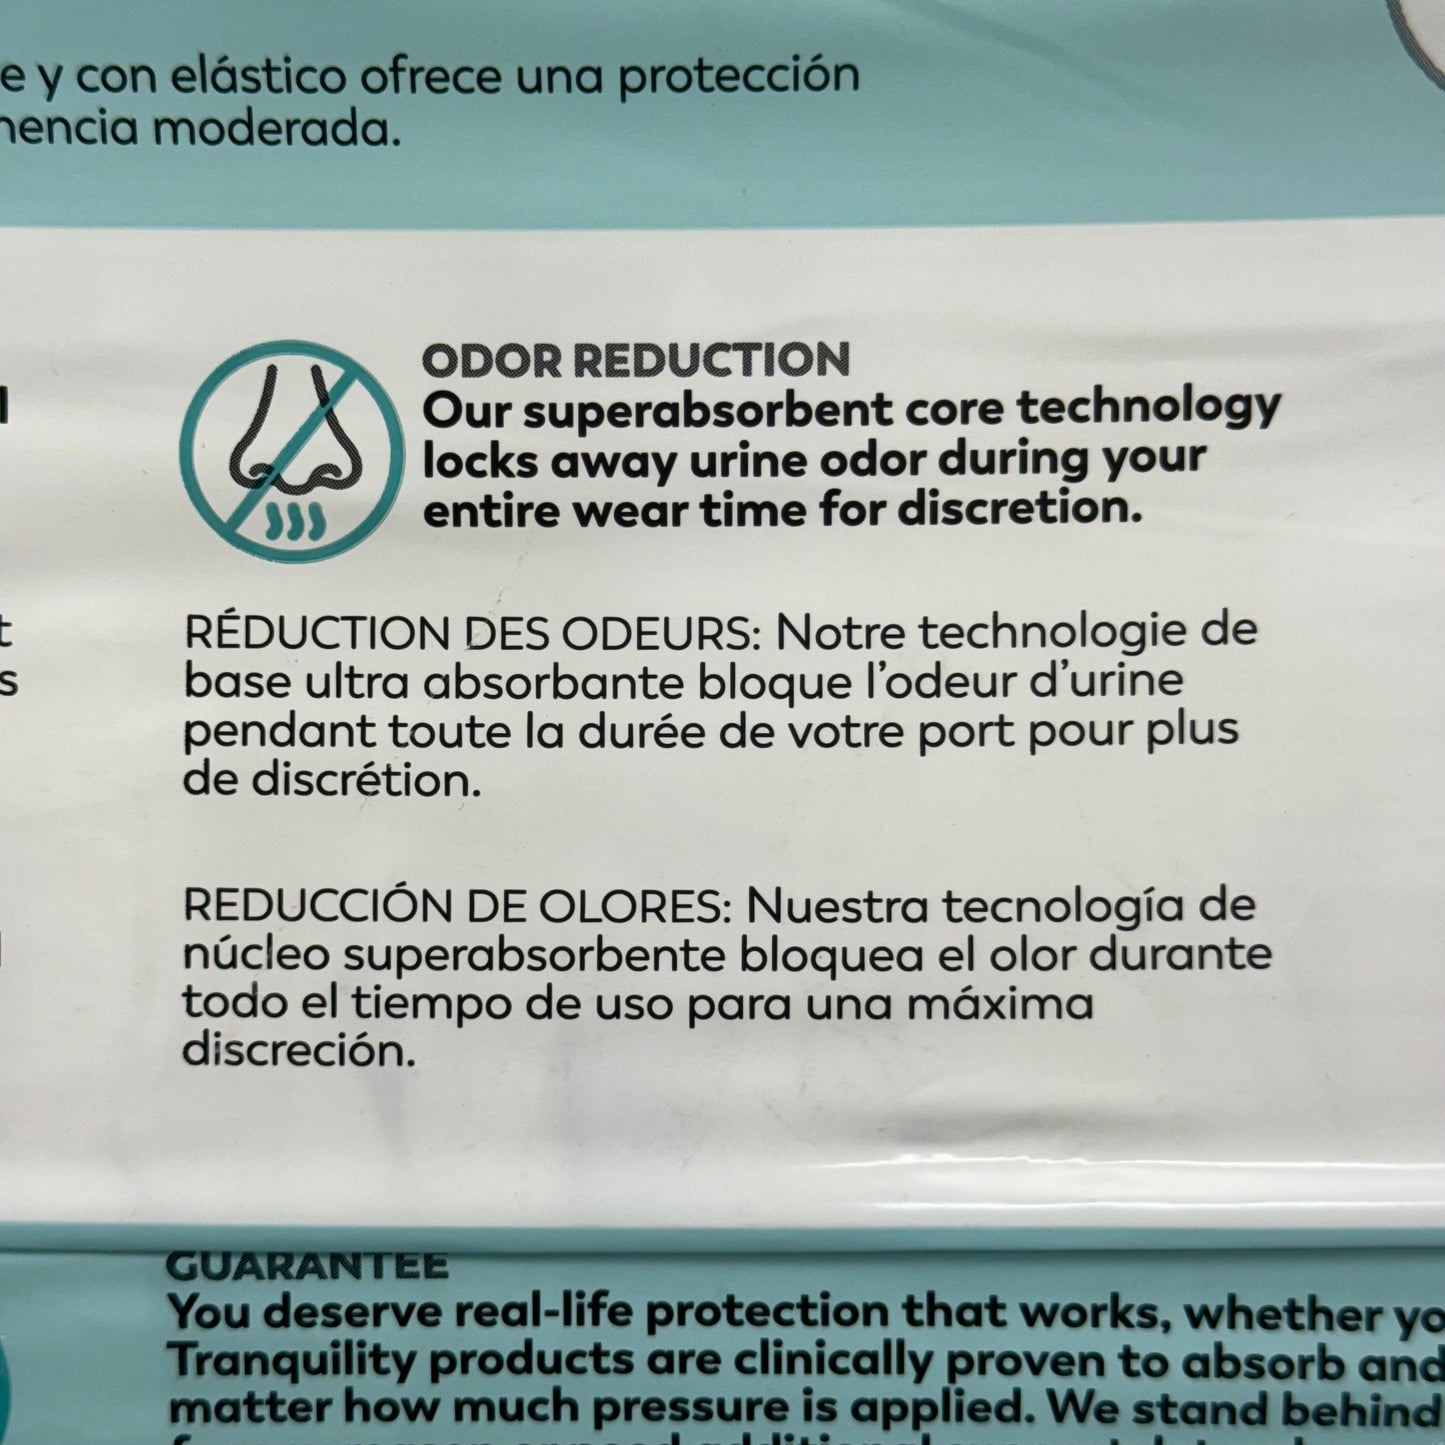 e y con elástico ofrece una protección
nencia moderada.
ODOR REDUCTION
Our superabsorbent core technology
locks away urine odor during your
entire wear time for discretion.
RÉDUCTION DES ODEURS: Notre technologie de
base ultra absorbante bloque l’odeur d’urine
pendant toute la durée de votre port pour plus
de discrétion.
REDUCCIÓN DE OLORES: Nuestra tecnología de
núcleo superabsorbente bloquea el olor durante
todo el tiempo de uso para una máxima
discreción.
GUARANTEE
You deserve real-life protection that works, whether yo
Tranquility products are clinically proven to absorb and
matter how much pressure is applied. We stand behind